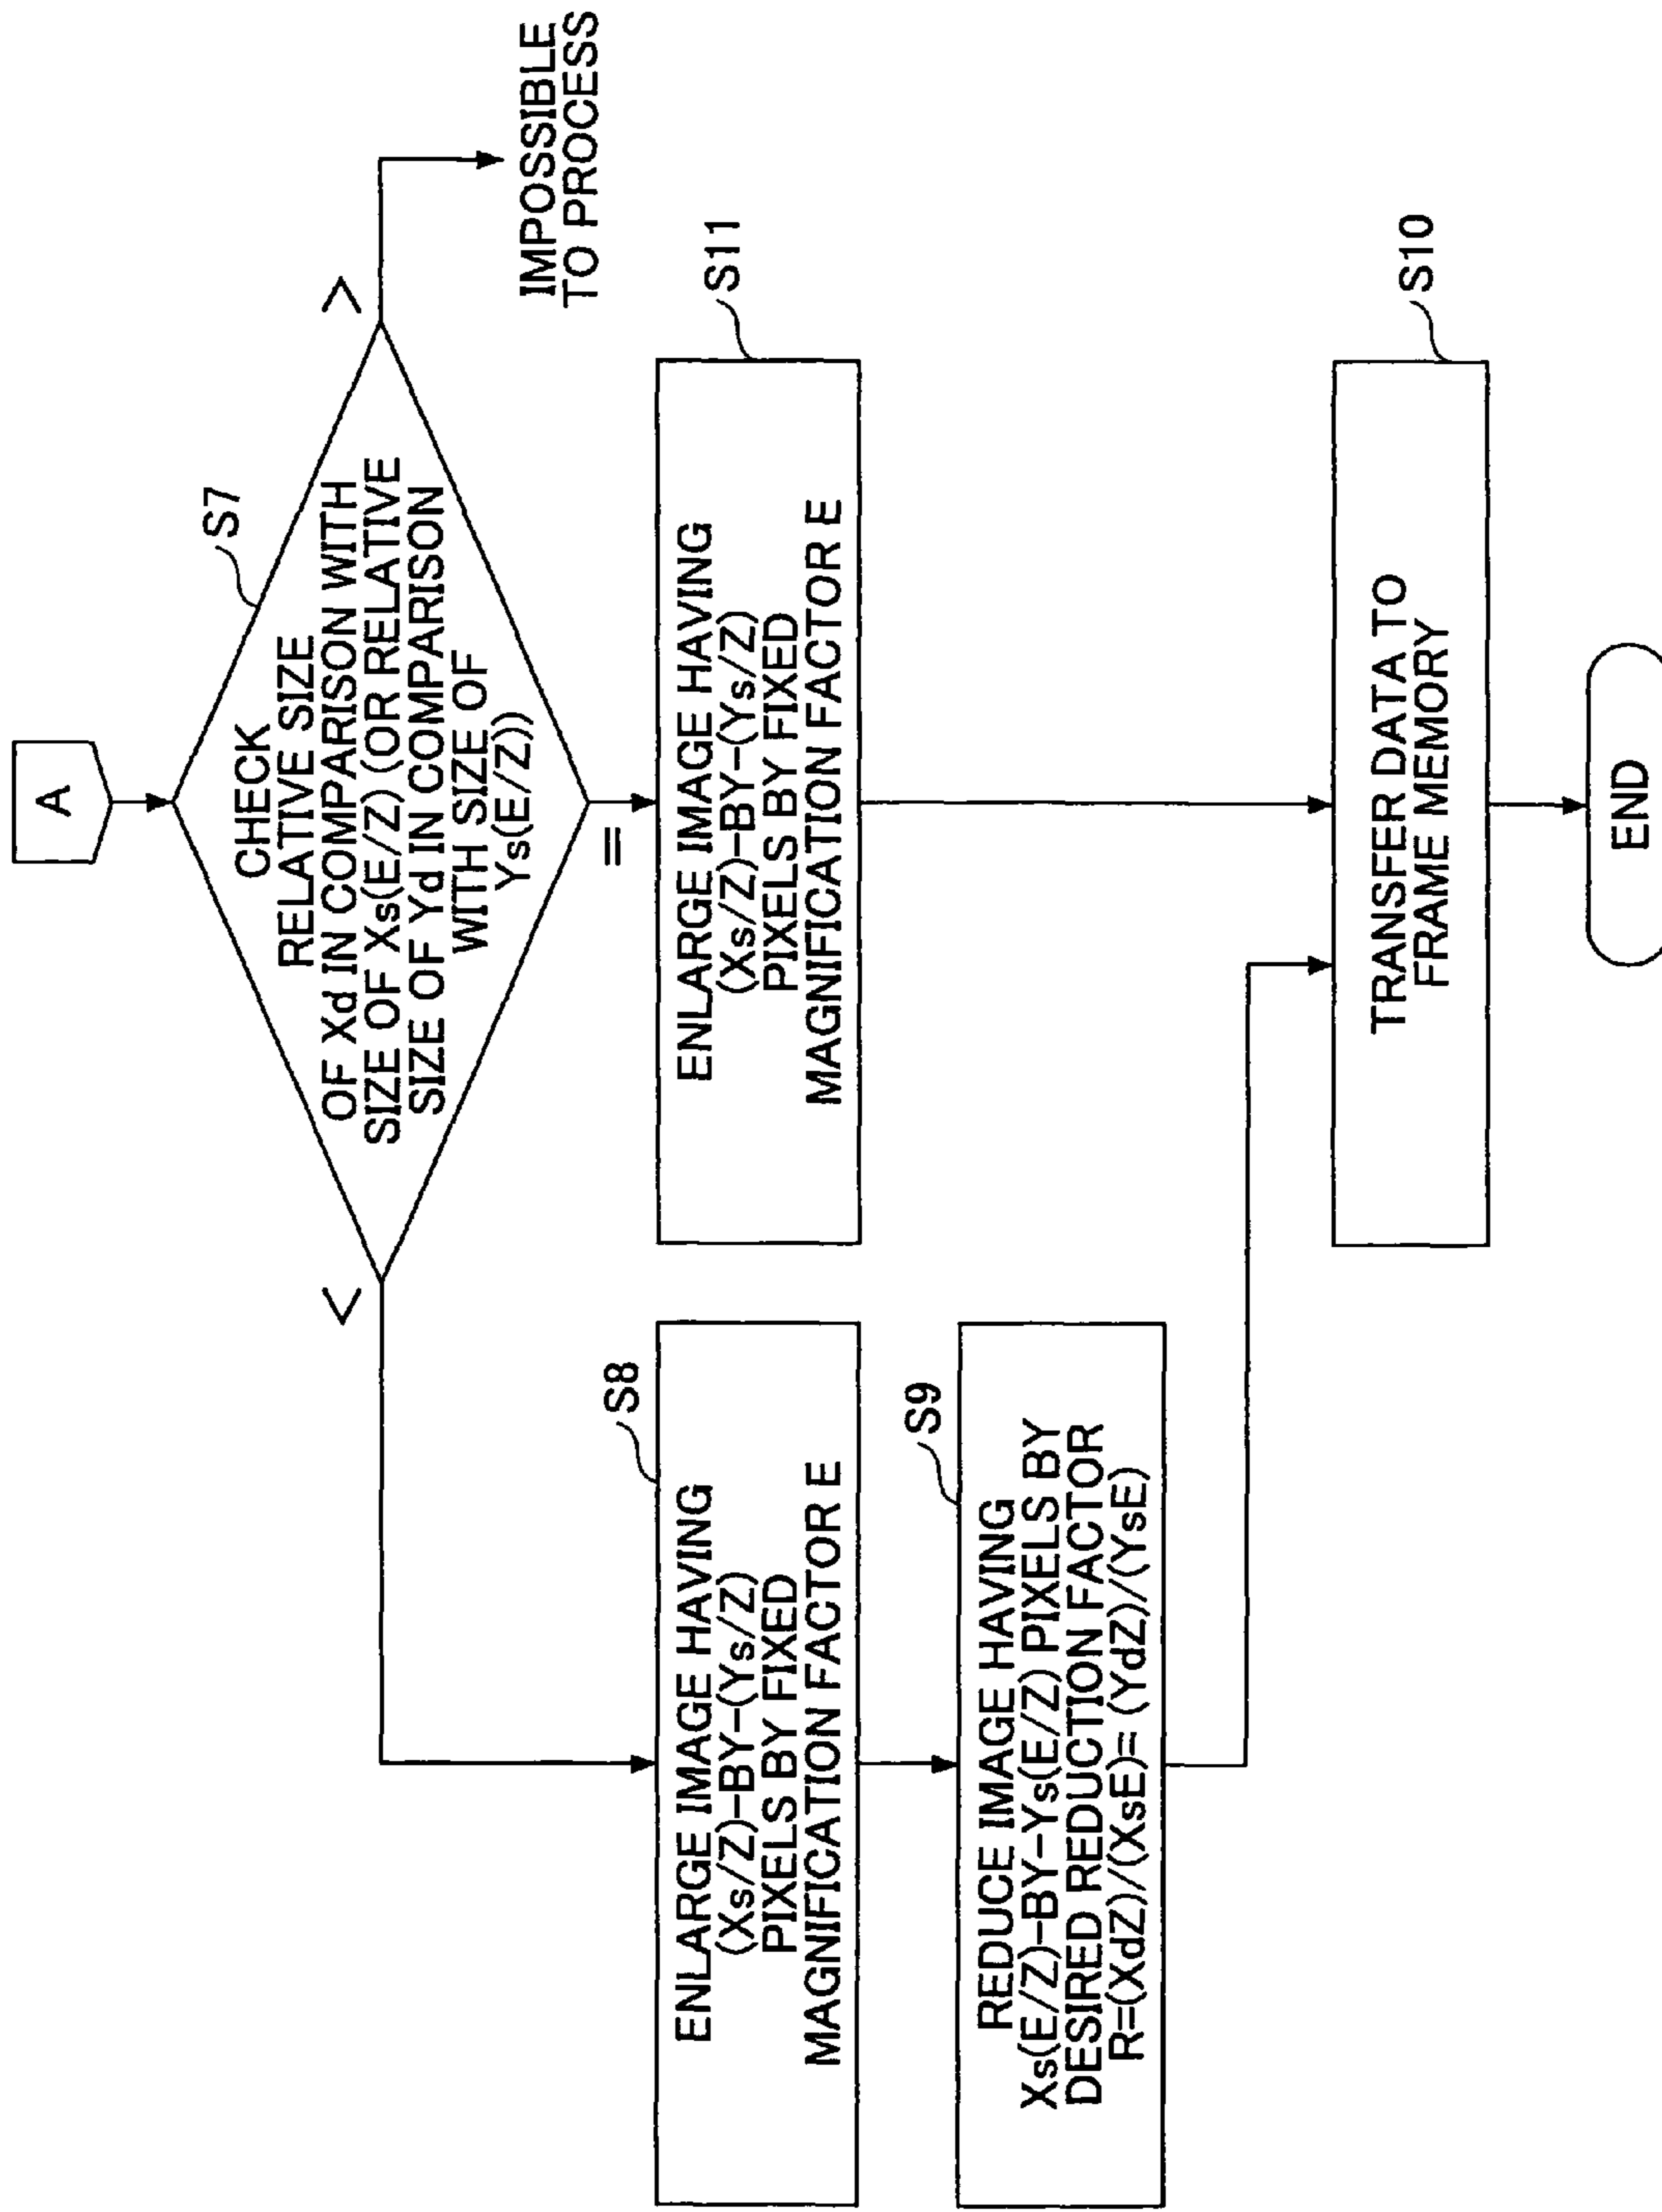 A
CHECK
RELATIVE SIZE
OF Xd IN COMPARISON WITH
SIZE OF Xs(E/Z) (OR RELATIVE
SIZE OF Yd IN COMPARISON
WITH SIZE OF
Ys(E/Z))
S7
<
=
>
IMPOSSIBLE
TO PROCESS
ENLARGE IMAGE HAVING
(Xs/Z)-BY-(Ys/Z)
PIXELS BY FIXED
MAGNIFICATION FACTOR E
S8
ENLARGE IMAGE HAVING
(Xs/Z)-BY-(Ys/Z)
PIXELS BY FIXED
MAGNIFICATION FACTOR E
S11
REDUCE IMAGE HAVING
Xs(E/Z)-BY-Ys(E/Z) PIXELS BY
DESIRED REDUCTION FACTOR
R=(XdZ)/(XsE)= (YdZ)/(YsE)
S9
TRANSFER DATA TO
FRAME MEMORY
S10
END